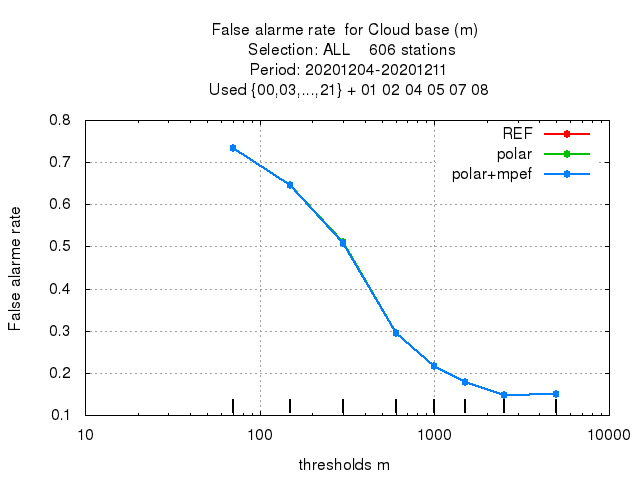 False alarme rate  for Cloud base (m)
Selection: ALL    606 stations
Period: 20201204-20201211
Used {00,03,...,21} + 01 02 04 05 07 08
REF
polar
polar+mpef
False alarme rate
0.8
0.7
0.6
0.5
0.4
0.3
0.2
0.1
10
100
1000
10000
thresholds m